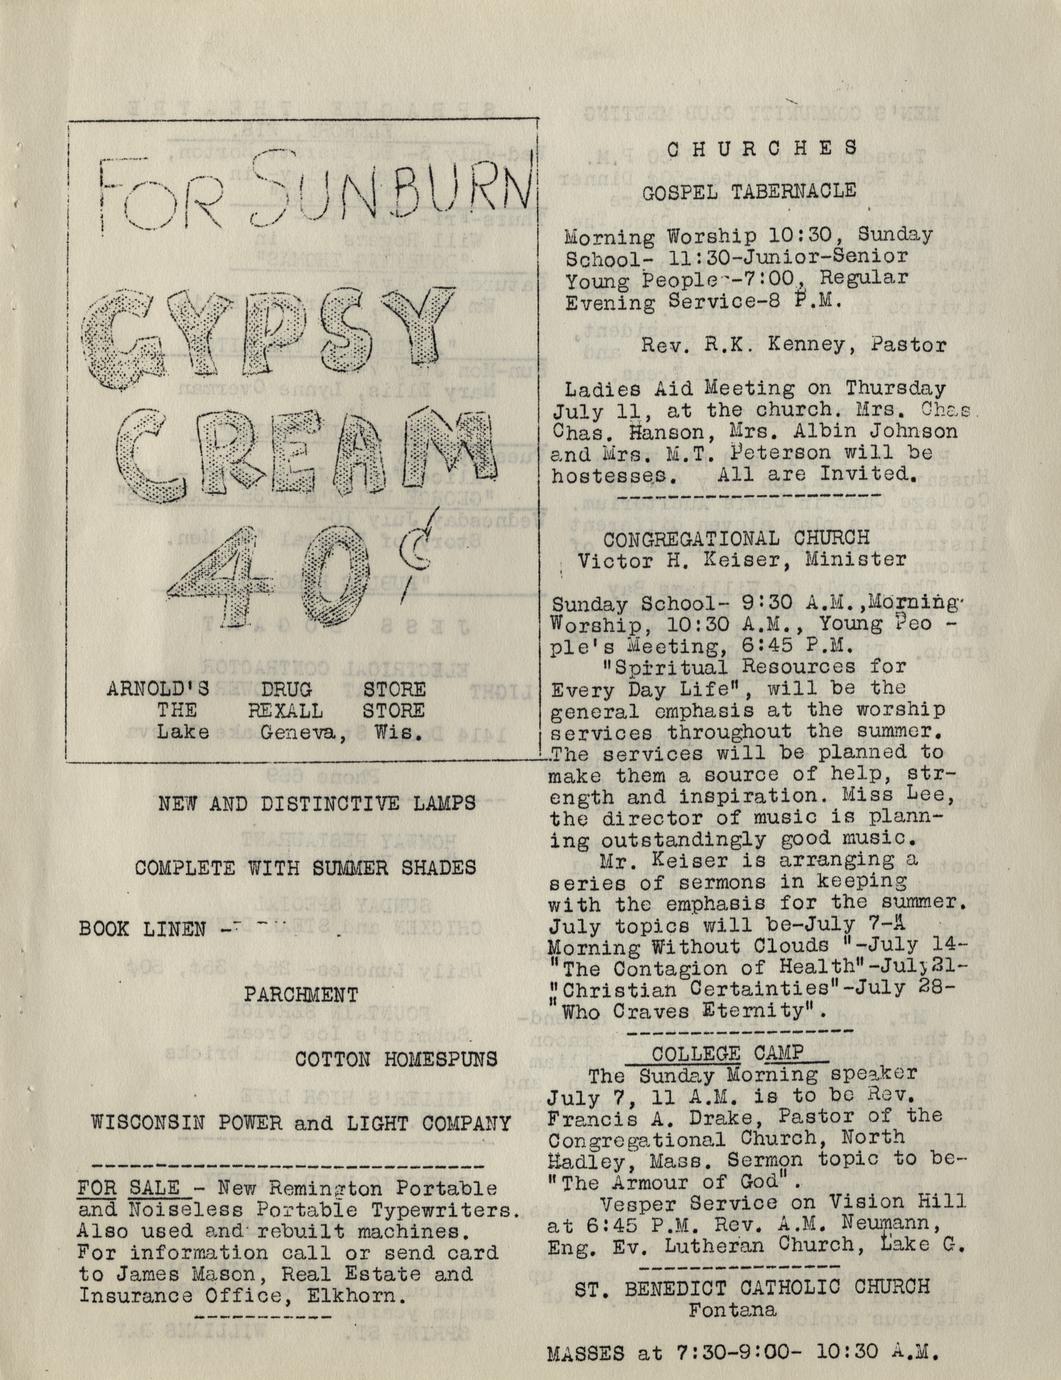 FOR SUNBURN
GYPSY
CREAM
40¢
ARNOLD'S DRUG STORE
THE REXALL STORE
Lake Geneva, Wis.
NEW AND DISTINCTIVE LAMPS
COMPLETE WITH SUMMER SHADES
BOOK LINEN --
PARCHMENT
COTTON HOMESPUNS
WISCONSIN POWER and LIGHT COMPANY
FOR SALE - New Remington Portable
and Noiseless Portable Typewriters.
Also used and rebuilt machines.
For information call or send card
to James Mason, Real Estate and
Insurance Office, Elkhorn.
CHURCHES
GOSPEL TABERNACLE
Morning Worship 10:30, Sunday
School- 11:30-Junior-Senior
Young People--7:00, Regular
Evening Service-8 P.M.
Rev. R.K. Kenney, Pastor
Ladies Aid Meeting on Thursday
July 11, at the church. Mrs. Chas.
Chas. Hanson, Mrs. Albin Johnson
and Mrs. M.T. Peterson will be
hostesses. All are Invited.
CONGREGATIONAL CHURCH
Victor H. Keiser, Minister
Sunday School- 9:30 A.M.,Morning
Worship, 10:30 A.M., Young Peo -
ple's Meeting, 6:45 P.M.
"Spiritual Resources for
Every Day Life", will be the
general emphasis at the worship
services throughout the summer.
The services will be planned to
make them a source of help, str-
ength and inspiration. Miss Lee,
the director of music is plann-
ing outstandingly good music.
Mr. Keiser is arranging a
series of sermons in keeping
with the emphasis for the summer.
July topics will be-July 7-"A
Morning Without Clouds "-July 14-
"The Contagion of Health"-July21-
"Christian Certainties"-July 28-
"Who Craves Eternity".
COLLEGE CAMP
The Sunday Morning speaker
July 7, 11 A.M. is to be Rev.
Francis A. Drake, Pastor of the
Congregational Church, North
Hadley, Mass. Sermon topic to be-
"The Armour of God".
Vesper Service on Vision Hill
at 6:45 P.M. Rev. A.M. Neumann,
Eng. Ev. Lutheran Church, Lake G.
ST. BENEDICT CATHOLIC CHURCH
Fontana
MASSES at 7:30-9:00- 10:30 A.M.